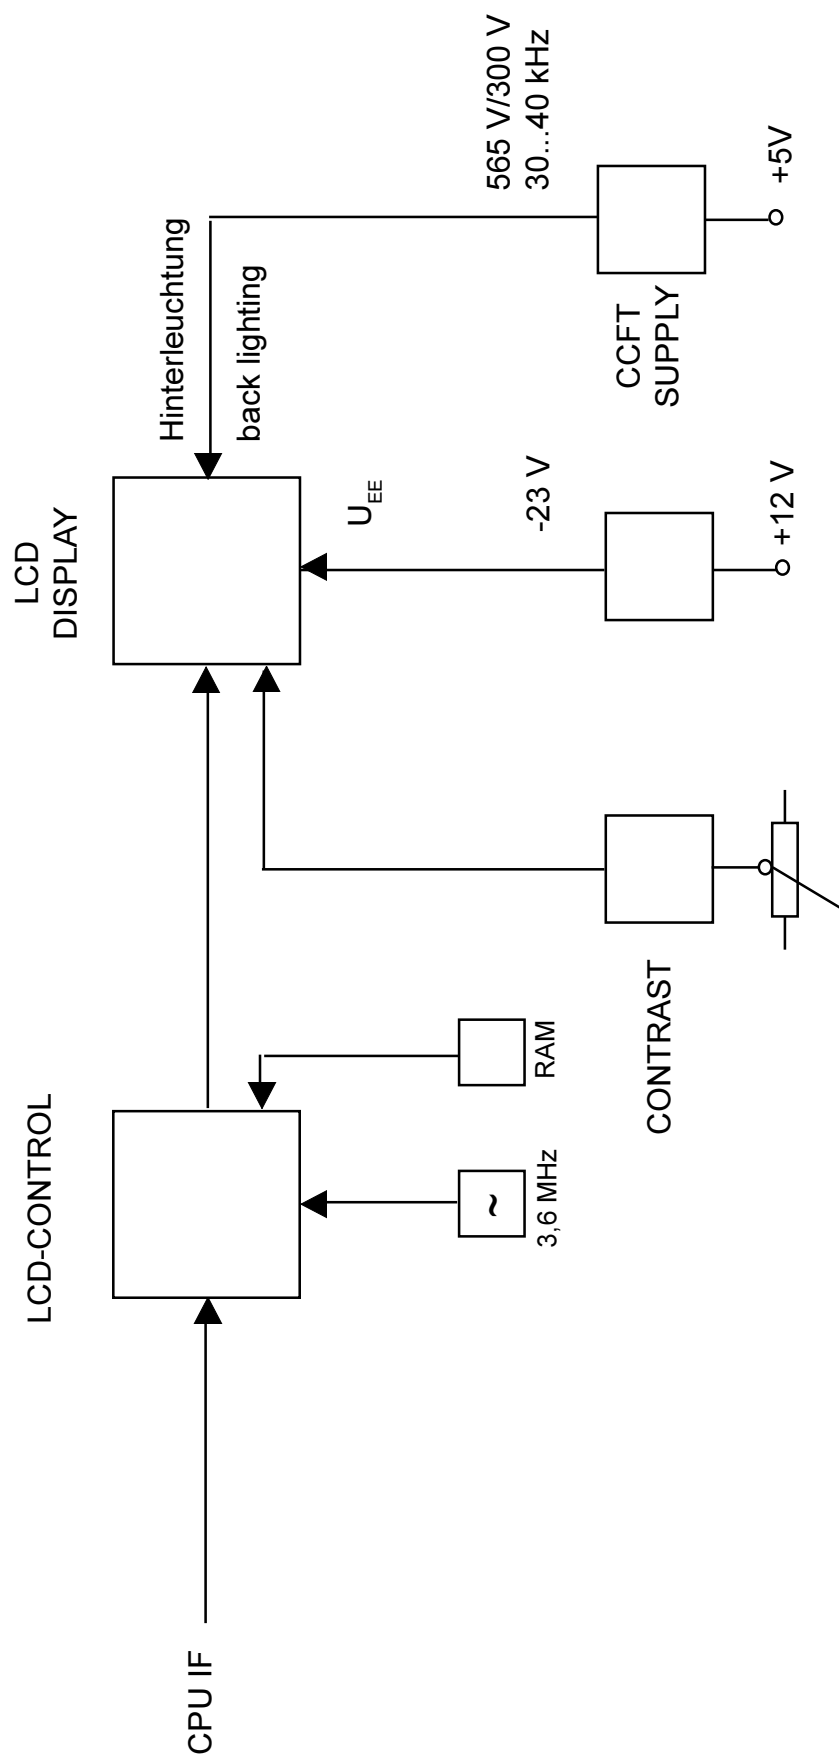 LCD
DISPLAY
Hinterleuchtung
back lighting
565 V/300 V
30...40 kHz
CCFT
SUPPLY
+5V
U_EE
-23 V
+12 V
LCD-CONTROL
RAM
~
3,6 MHz
CONTRAST
CPU IF